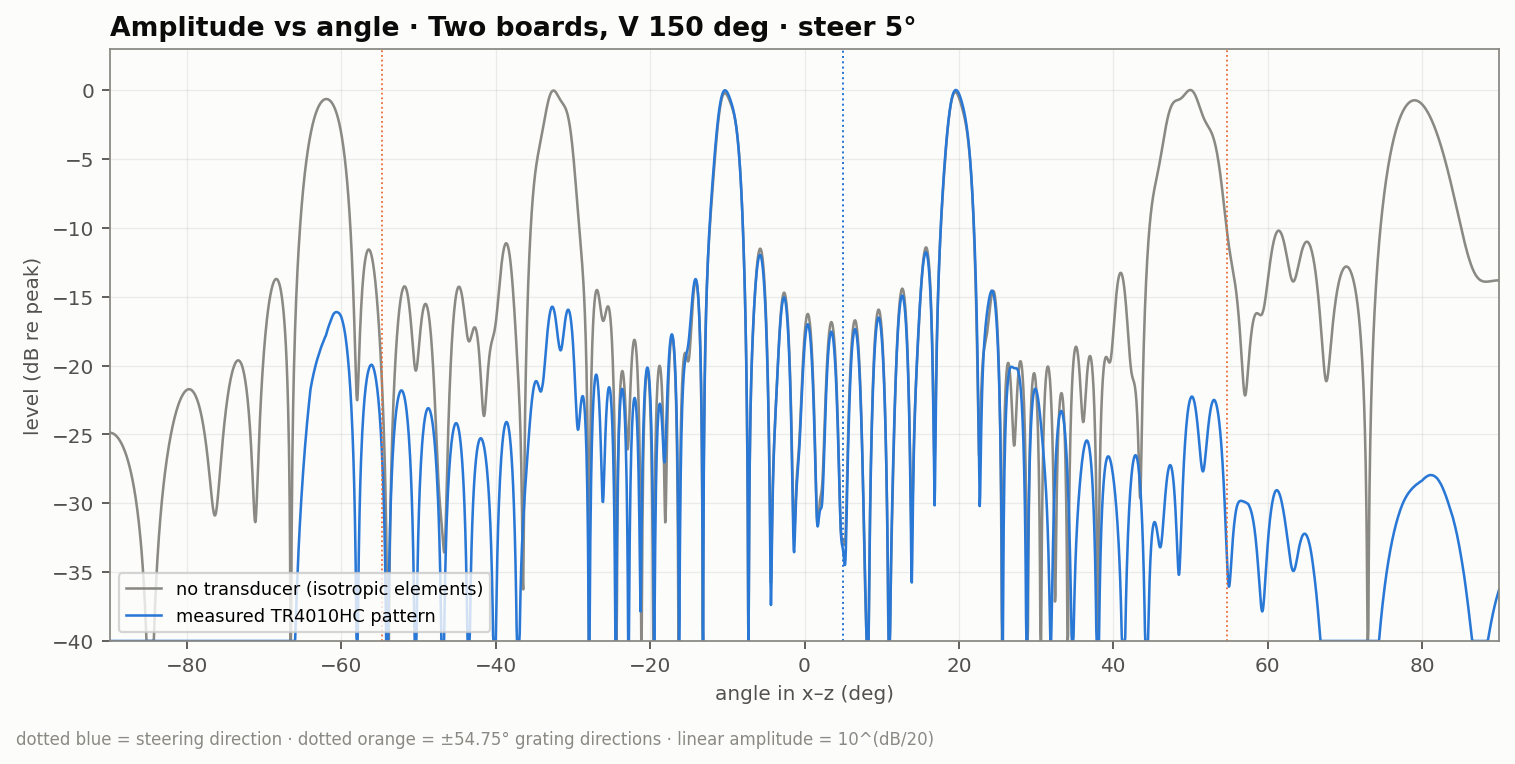 Amplitude vs angle · Two boards, V 150 deg · steer 5°
level (dB re peak)
0
−5
−10
−15
−20
−25
−30
−35
−40
no transducer (isotropic elements)
measured TR4010HC pattern
−80 −60 −40 −20 0 20 40 60 80
angle in x–z (deg)
dotted blue = steering direction · dotted orange = ±54.75° grating directions · linear amplitude = 10^(dB/20)